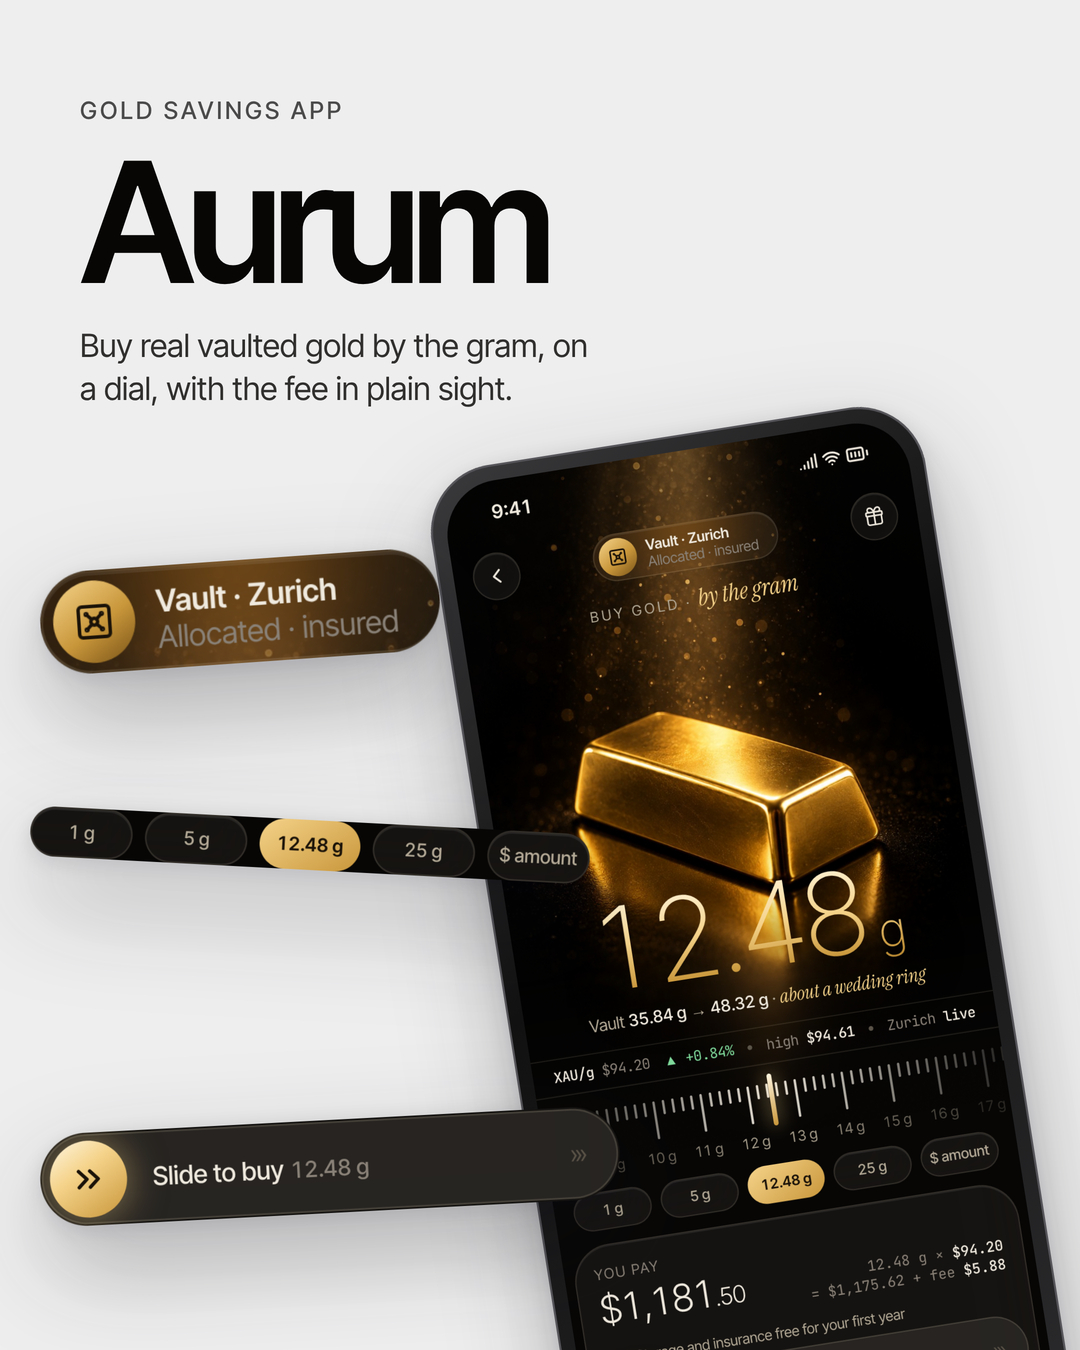 GOLD SAVINGS APP
Aurum
Buy real vaulted gold by the gram, on
a dial, with the fee in plain sight.
9:41
Vault · Zurich
Allocated · insured
BUY GOLD · by the gram
Vault · Zurich
Allocated · insured
1 g 5 g 12.48 g 25 g $ amount
12.48 g
Vault 35.84 g → 48.32 g · about a wedding ring
XAU/g $94.20 ▲ +0.84% • high $94.61 • Zurich live
g 10 g 11 g 12 g 13 g 14 g 15 g 16 g 17 g
Slide to buy 12.48 g
1 g 5 g 12.48 g 25 g $ amount
YOU PAY
$1,181.50
12.48 g × $94.20
= $1,175.62 + fee $5.88
and insurance free for your first year